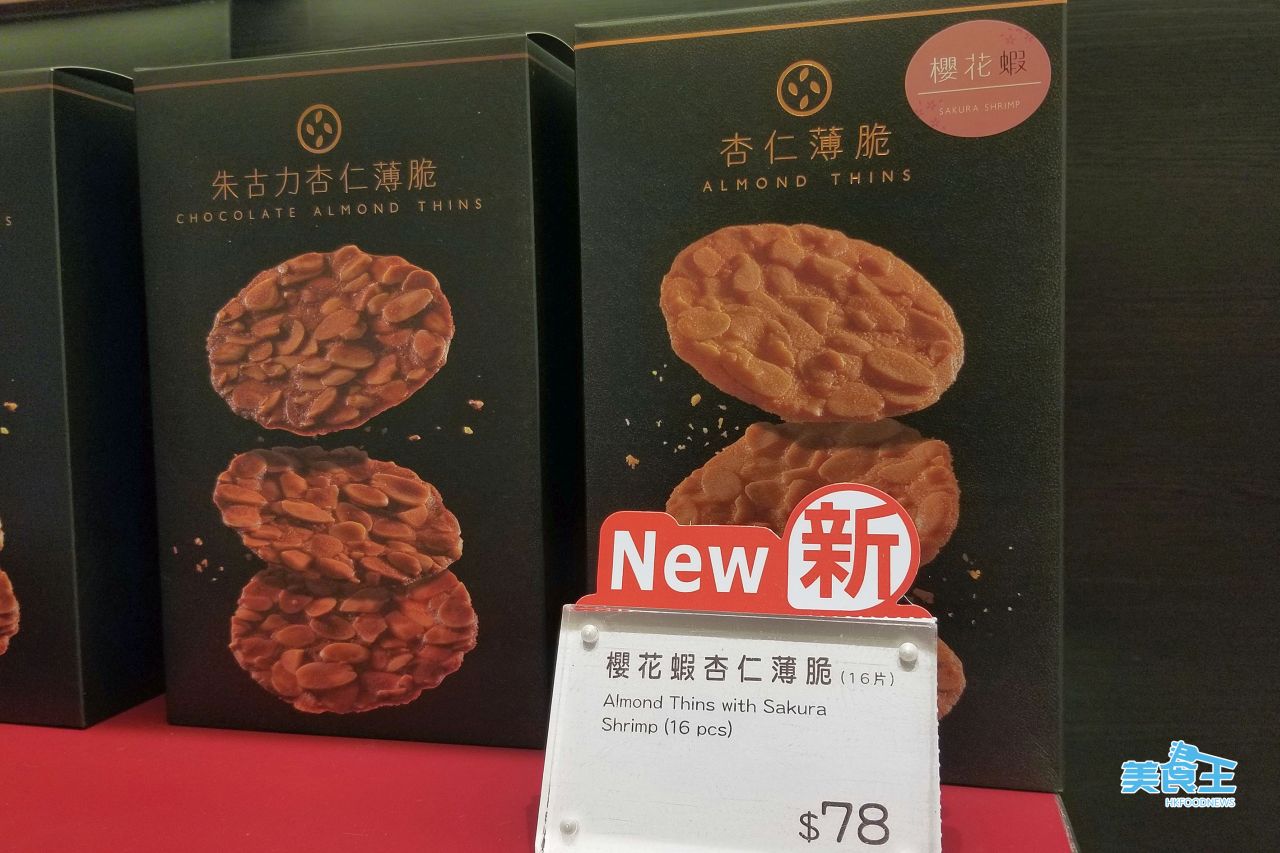 S
朱古力杏仁薄脆
CHOCOLATE ALMOND THINS
杏仁薄脆
ALMOND THINS
櫻花蝦
SAKURA SHRIMP
New 新
櫻花蝦杏仁薄脆(16片)
Almond Thins with Sakura
Shrimp (16 pcs)
$78
美食王
HKFOODNEWS